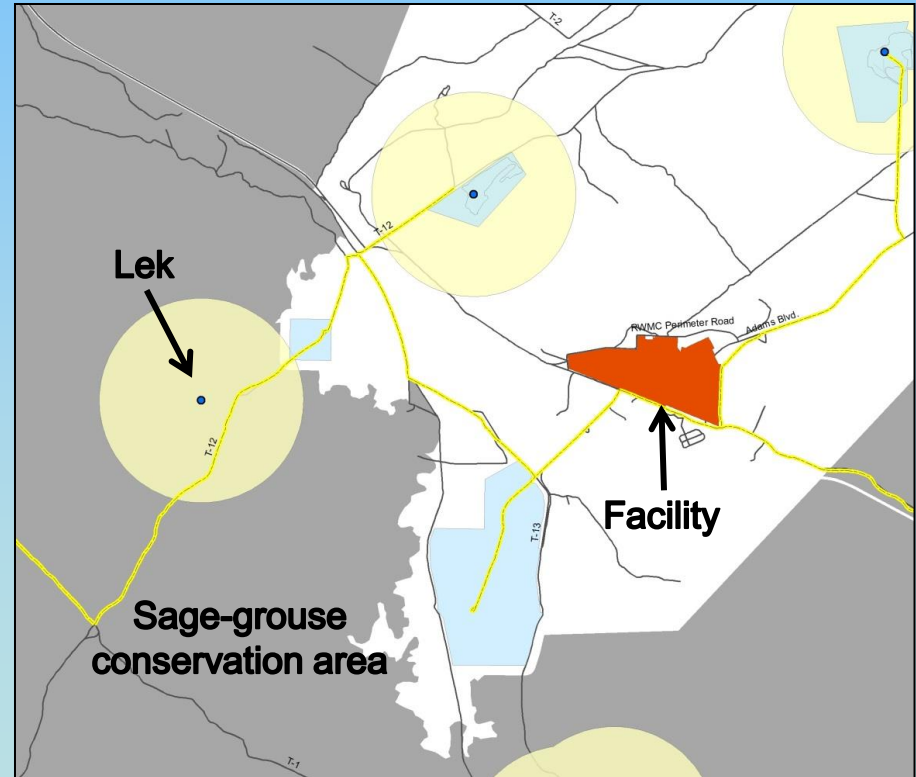 T-2
T-12
Lek
RWMC Perimeter Road
Adams Blvd.
T-12
Facility
T-13
Sage-grouse
conservation area
T-1